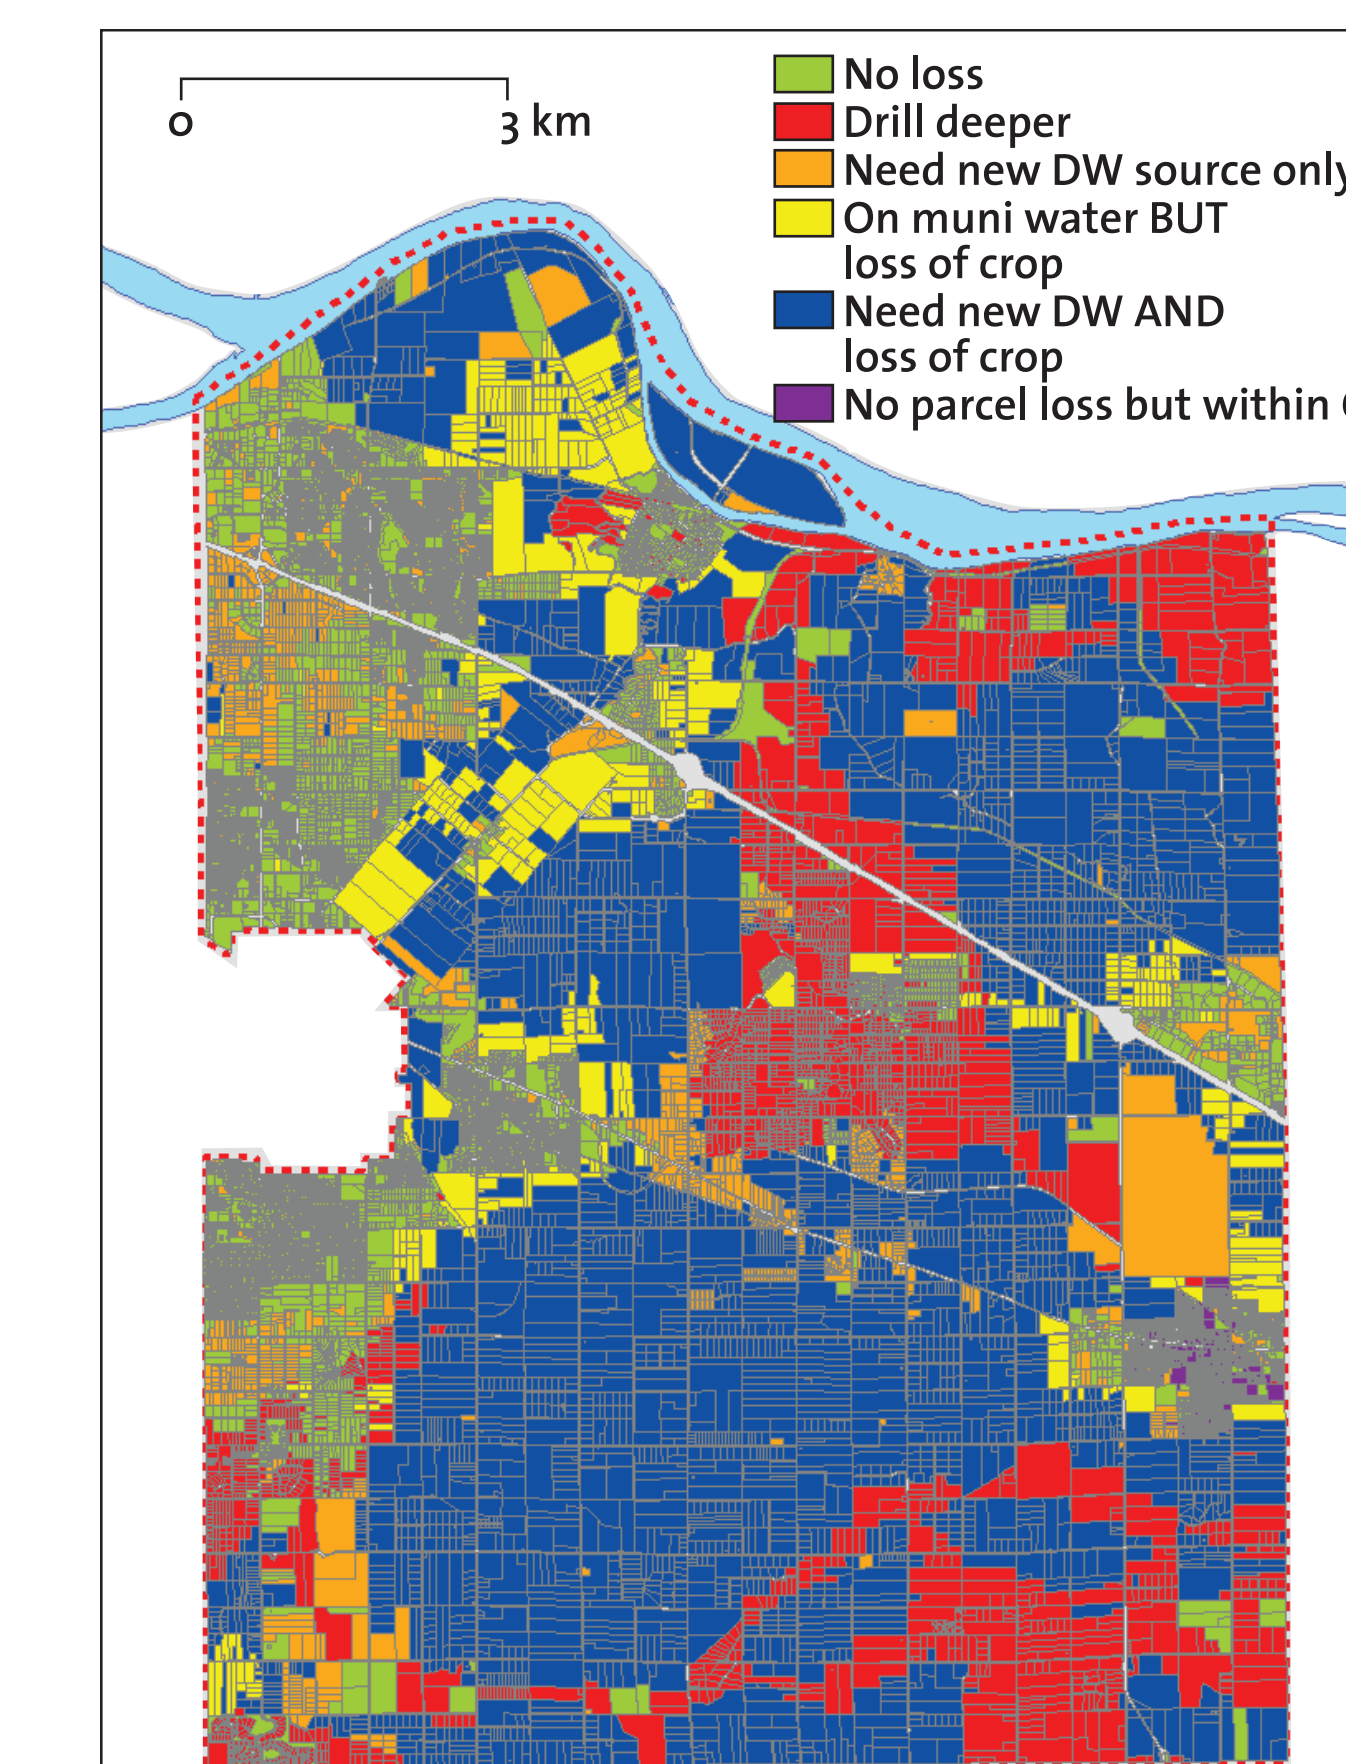 0 3 km
No loss
Drill deeper
Need new DW source only
On muni water BUT
loss of crop
Need new DW AND
loss of crop
No parcel loss but within